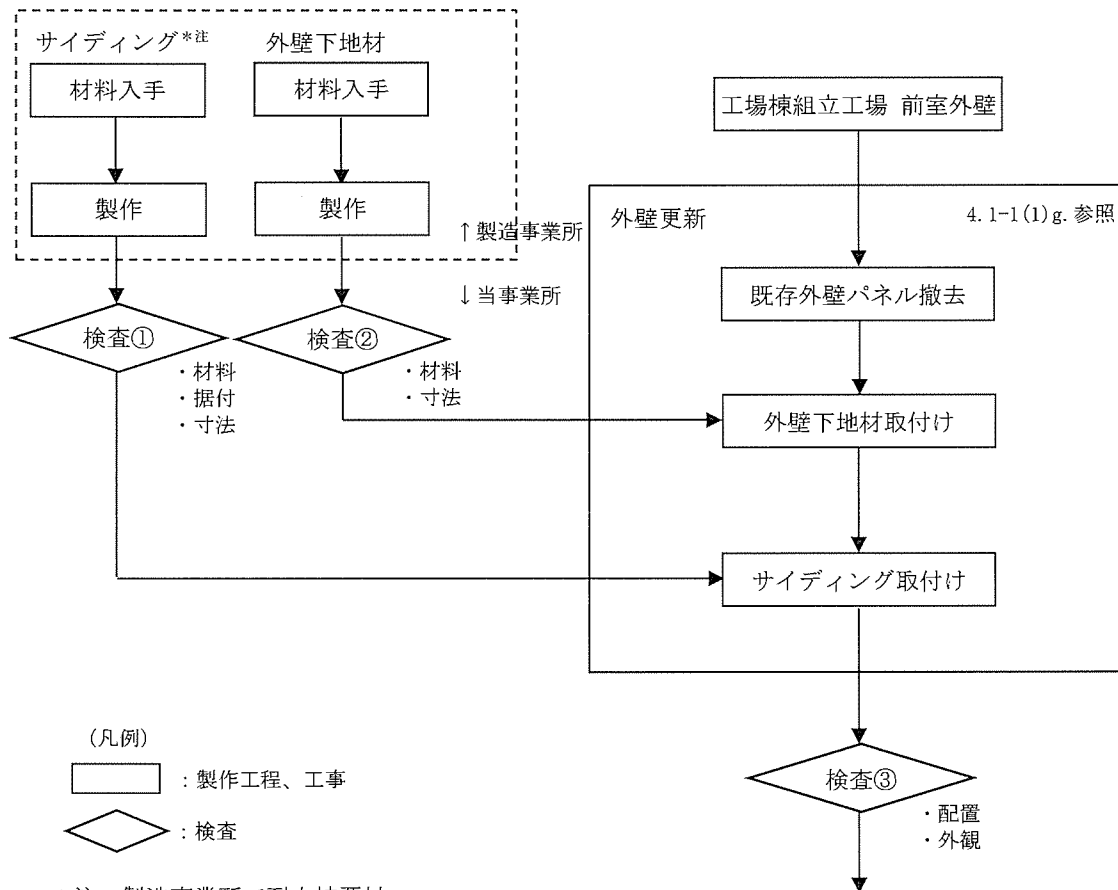 サイディング*注
外壁下地材
材料入手
材料入手
工場棟組立工場 前室外壁
製作
製作
↑製造事業所
↓当事業所
外壁更新
4.1-1(1)g.参照
既存外壁パネル撤去
検査①
・材料
・据付
・寸法
検査②
・材料
・寸法
外壁下地材取付け
サイディング取付け
検査③
・配置
・外観
(凡例)
:製作工程、工事
:検査